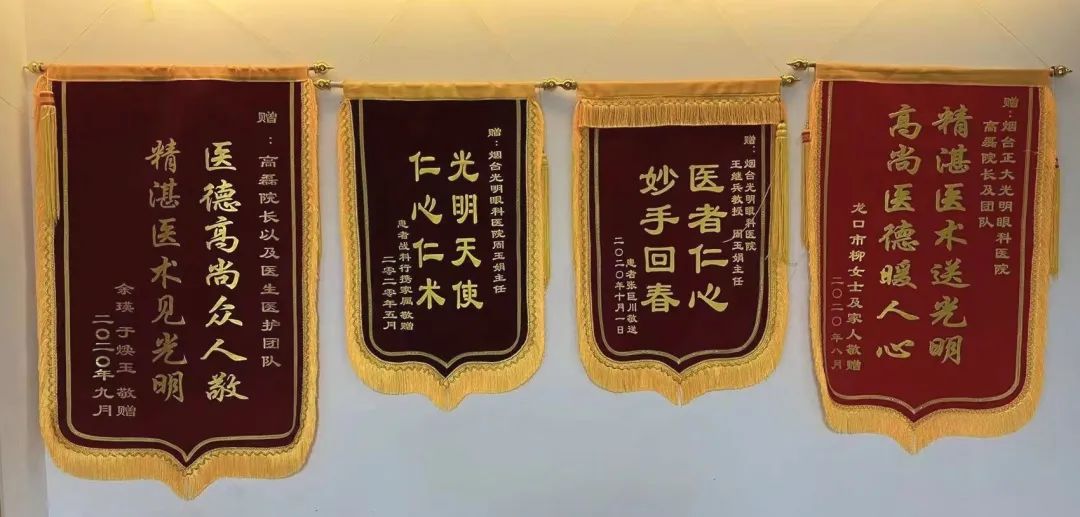 赠：高磊院长以及医生医护团队
医德高尚众人敬
精湛医术见光明
余瑛 于焕玉 敬赠
二〇二〇年九月
赠：烟台光明眼科医院周玉娟主任
光明天使
仁心仁术
患者战科行携家属敬赠
二零二零年五月
赠：烟台光明眼科医院
王继兵教授 周玉娟主任
医者仁心
妙手回春
患者张巨川敬送
二〇二〇年十月一日
赠：烟台正大光明眼科医院
高磊院长及团队
精湛医术送光明
高尚医德暖人心
龙口市柳女士及家人敬赠
二〇二〇年八月